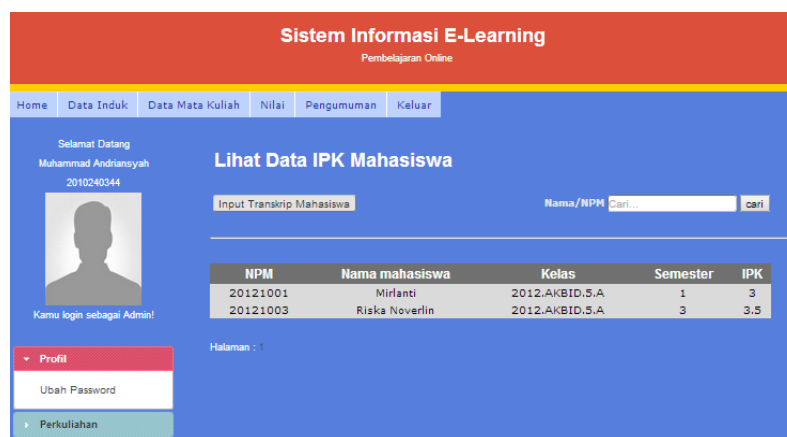 Sistem Informasi E-Learning
Pembelajaran Online
Home Data Induk Data Mata Kuliah Nilai Pengumuman Keluar
Selamat Datang
Muhammad Andriansyah
2010240344
Kamu login sebagai Admin!
Profil
Ubah Password
Perkuliahan
Lihat Data IPK Mahasiswa
Input Transkrip Mahasiswa Nama/NPM Cari... cari
NPM Nama mahasiswa Kelas Semester IPK
20121001 Mirlanti 2012.AKBID.5.A 1 3
20121003 Riska Noverlin 2012.AKBID.5.A 3 3.5
Halaman : 1